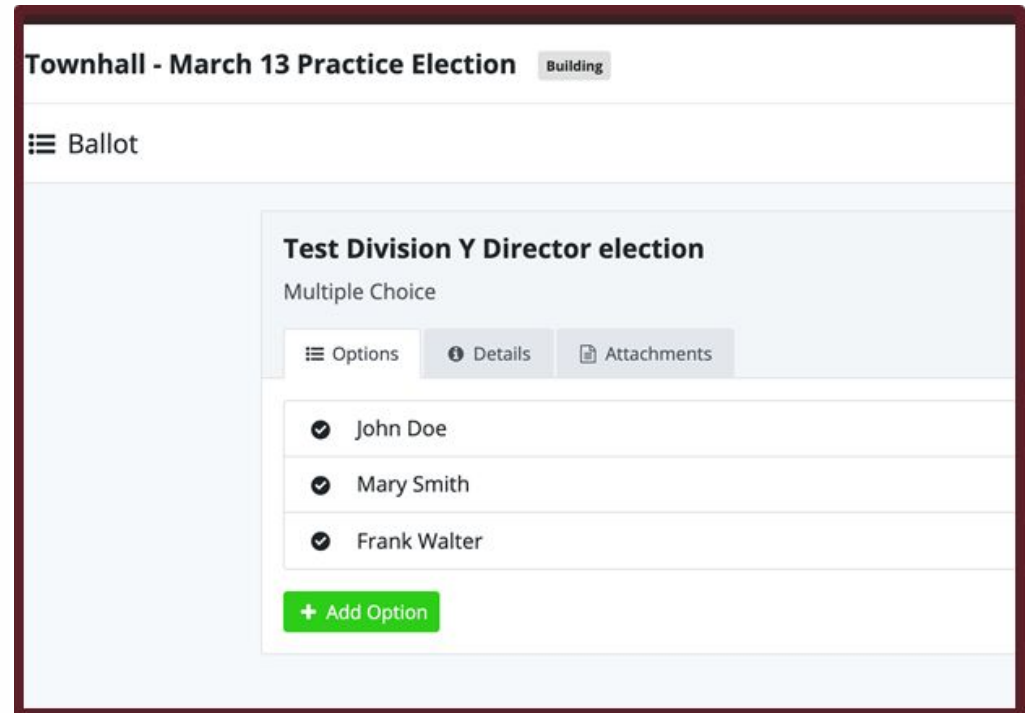 Townhall - March 13 Practice Election Building
Ballot
Test Division Y Director election
Multiple Choice
Options Details Attachments
John Doe
Mary Smith
Frank Walter
+ Add Option